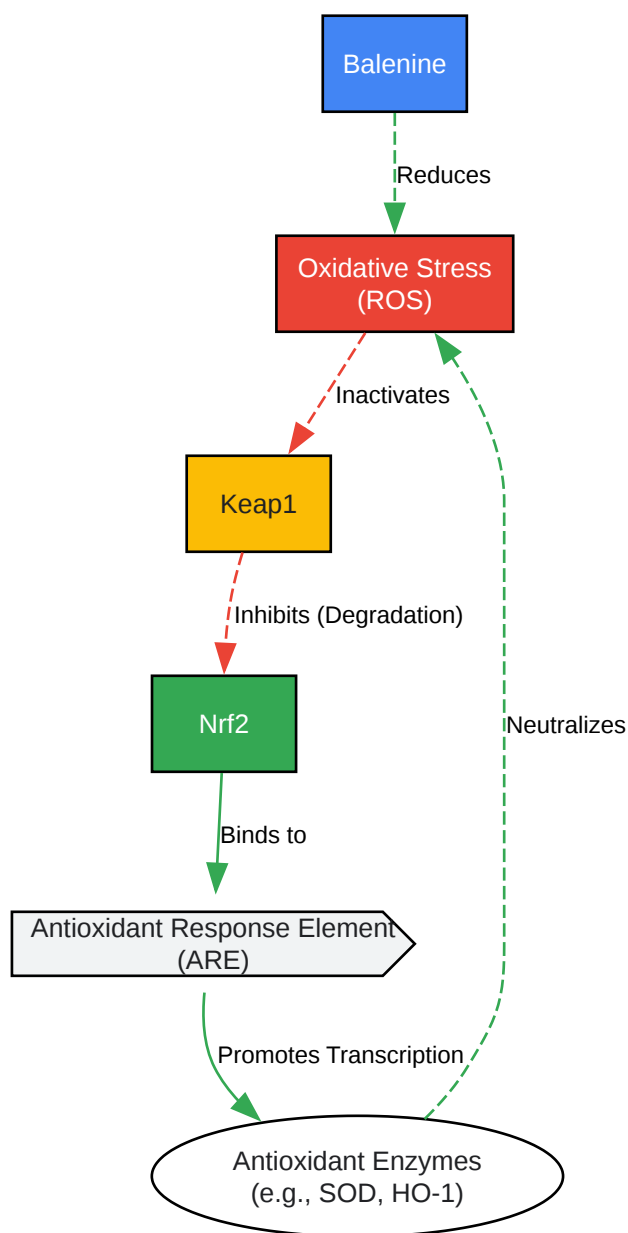 Balenine
Reduces
Oxidative Stress
(ROS)
Inactivates
Keap1
Inhibits (Degradation)
Nrf2
Neutralizes
Binds to
Antioxidant Response Element
(ARE)
Promotes Transcription
Antioxidant Enzymes
(e.g., SOD, HO-1)